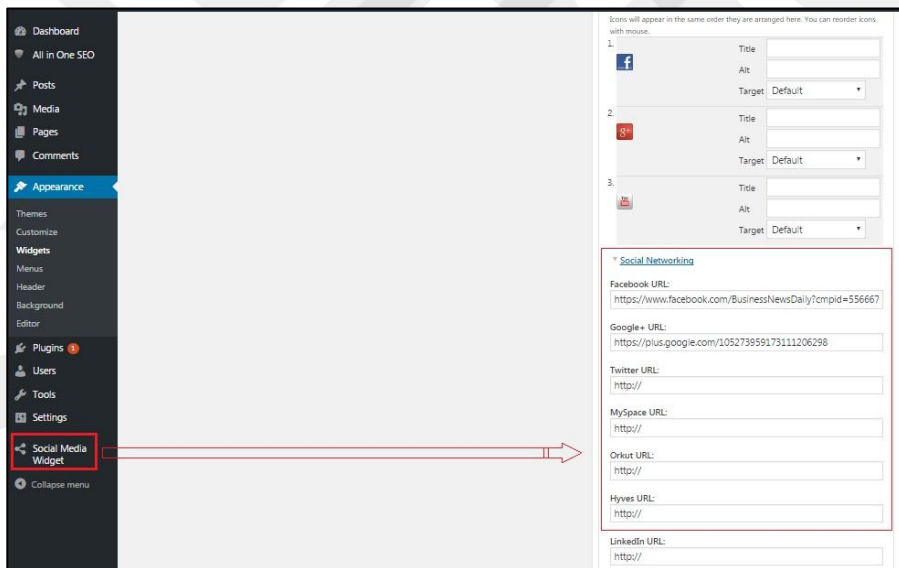 Dashboard
All in One SEO
Posts
Media
Pages
Comments
Appearance
Themes
Customize
Widgets
Menus
Header
Background
Editor
Plugins 1
Users
Tools
Settings
Social Media
Widget
Collapse menu
Icons will appear in the same order they are arranged here. You can reorder icons
with mouse.
1.
f
Title
Alt
Target Default
2.
g+
Title
Alt
Target Default
3.
You
Title
Alt
Target Default
Social Networking
Facebook URL:
https://www.facebook.com/BusinessNewsDaily?cmpid=556667
Google+ URL:
https://plus.google.com/105273959173111206298
Twitter URL:
http://
MySpace URL:
http://
Orkut URL:
http://
Hyves URL:
http://
LinkedIn URL:
http://